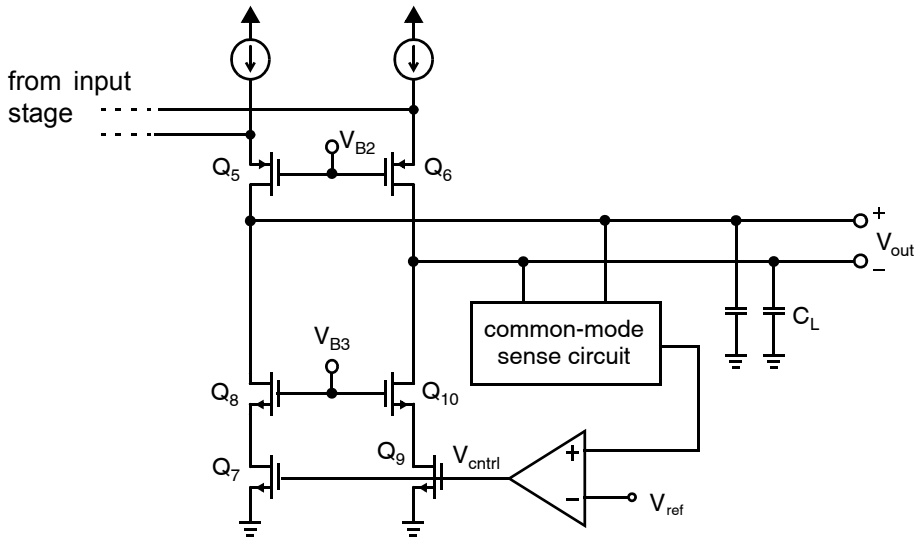 from input
stage
V_B2
Q_5
Q_6
+
V_out
−
C_L
common-mode
sense circuit
V_B3
Q_8
Q_10
Q_7
Q_9
V_cntrl
+
−
V_ref